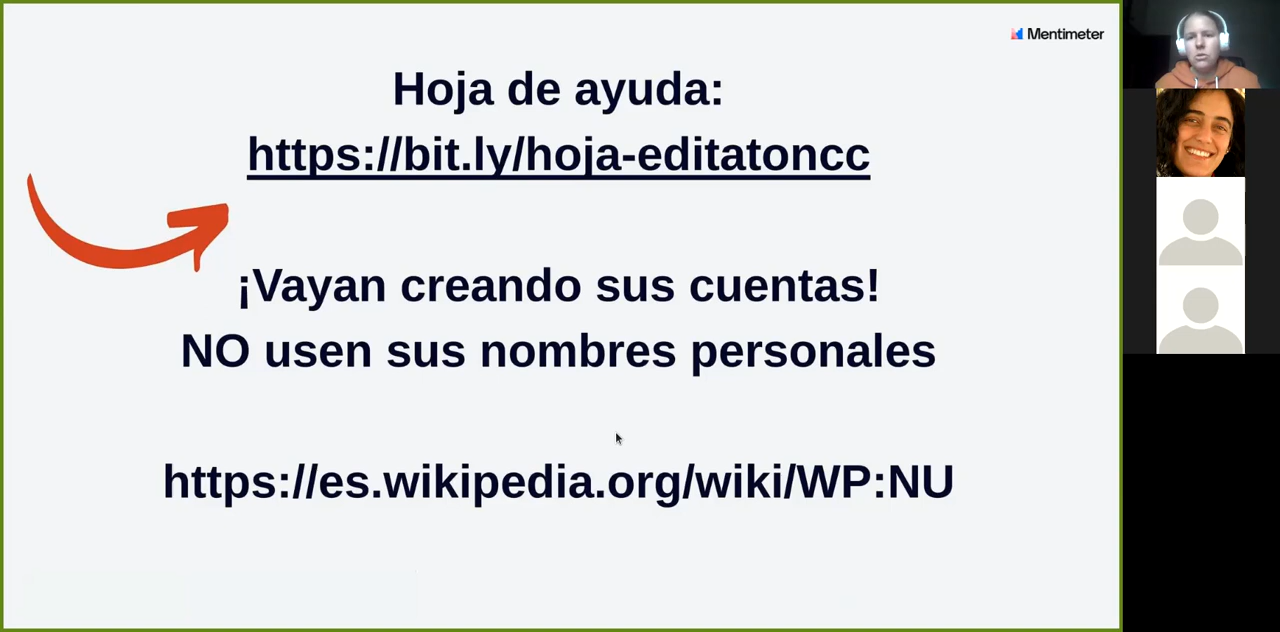 Mentimeter
Hoja de ayuda:
https://bit.ly/hoja-editatoncc
¡Vayan creando sus cuentas!
NO usen sus nombres personales
https://es.wikipedia.org/wiki/WP:NU